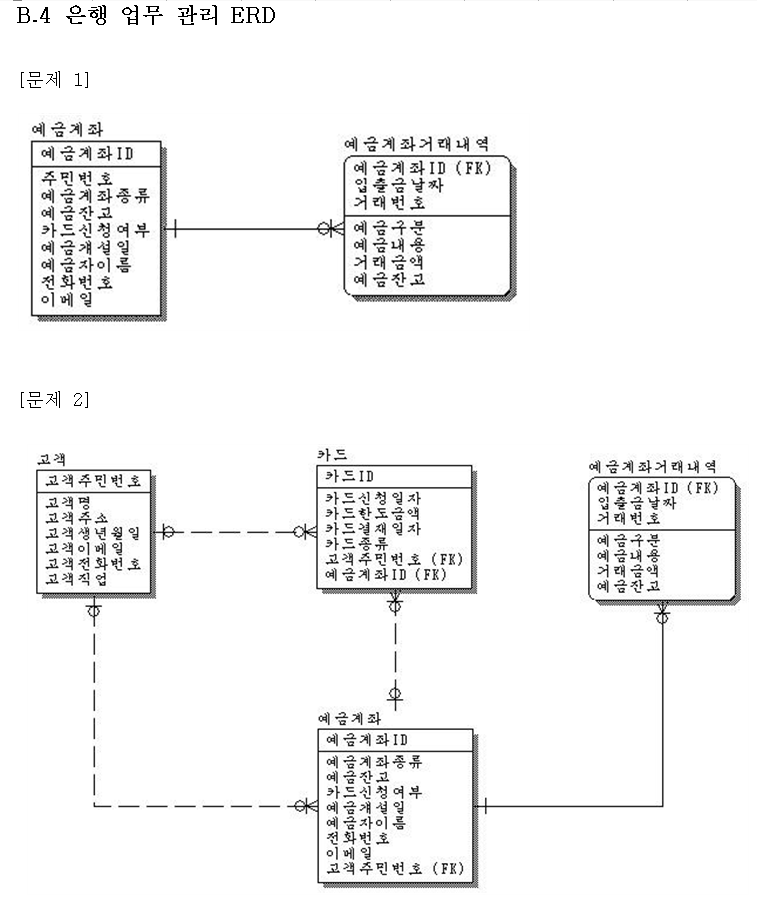 B.4 은행 업무 관리 ERD
[문제 1]
예금계좌
예금계좌ID
주민번호
예금계좌종류
예금잔고
카드신청여부
예금개설일
예금자이름
전화번호
이메일
예금계좌거래내역
예금계좌ID (FK)
입출금날짜
거래번호
예금구분
예금내용
거래금액
예금잔고
[문제 2]
고객
고객주민번호
고객명
고객주소
고객생년월일
고객이메일
고객전화번호
고객직업
카드
카드ID
카드신청일자
카드한도금액
카드결재일자
카드종류
고객주민번호 (FK)
예금계좌ID (FK)
예금계좌거래내역
예금계좌ID (FK)
입출금날짜
거래번호
예금구분
예금내용
거래금액
예금잔고
예금계좌
예금계좌ID
예금계좌종류
예금잔고
카드신청여부
예금개설일
예금자이름
전화번호
이메일
고객주민번호 (FK)